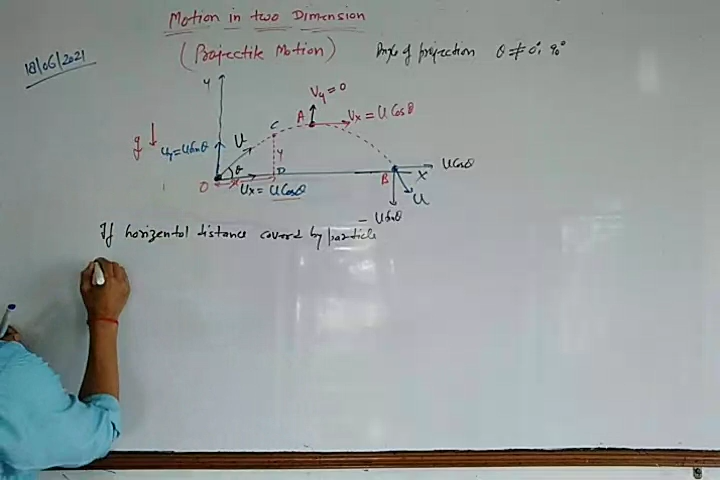 Motion in two Dimension
(Projectile Motion)
Angle of projection θ ≠ 0°, 90°
18/06/2021
y
Vy = 0
A
Vx = U Cosθ
C
g
Uy = U Sinθ
U
θ
y
O
x
D
B
X
U Cosθ
Ux = U Cosθ
U
- U Sinθ
If horizental distance covered by particle